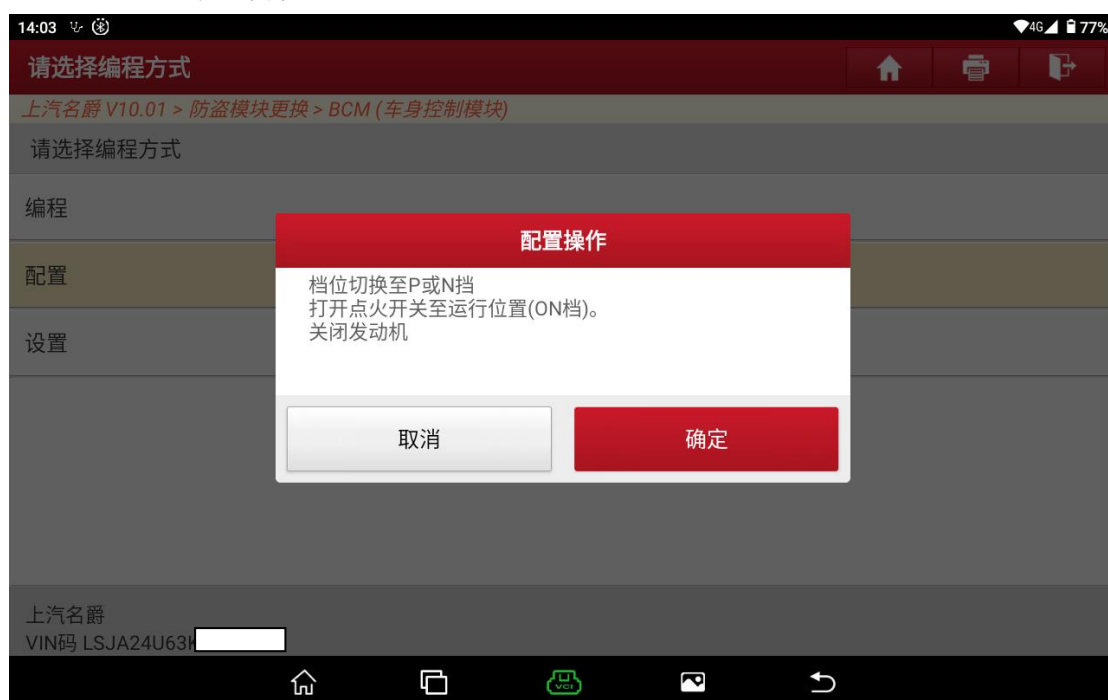 14:03
4G 77%
请选择编程方式
上汽名爵 V10.01 > 防盗模块更换 > BCM (车身控制模块)
请选择编程方式
编程
配置
设置
配置操作
档位切换至P或N挡
打开点火开关至运行位置(ON档)。
关闭发动机
取消
确定
上汽名爵
VIN码 LSJA24U63
VCI